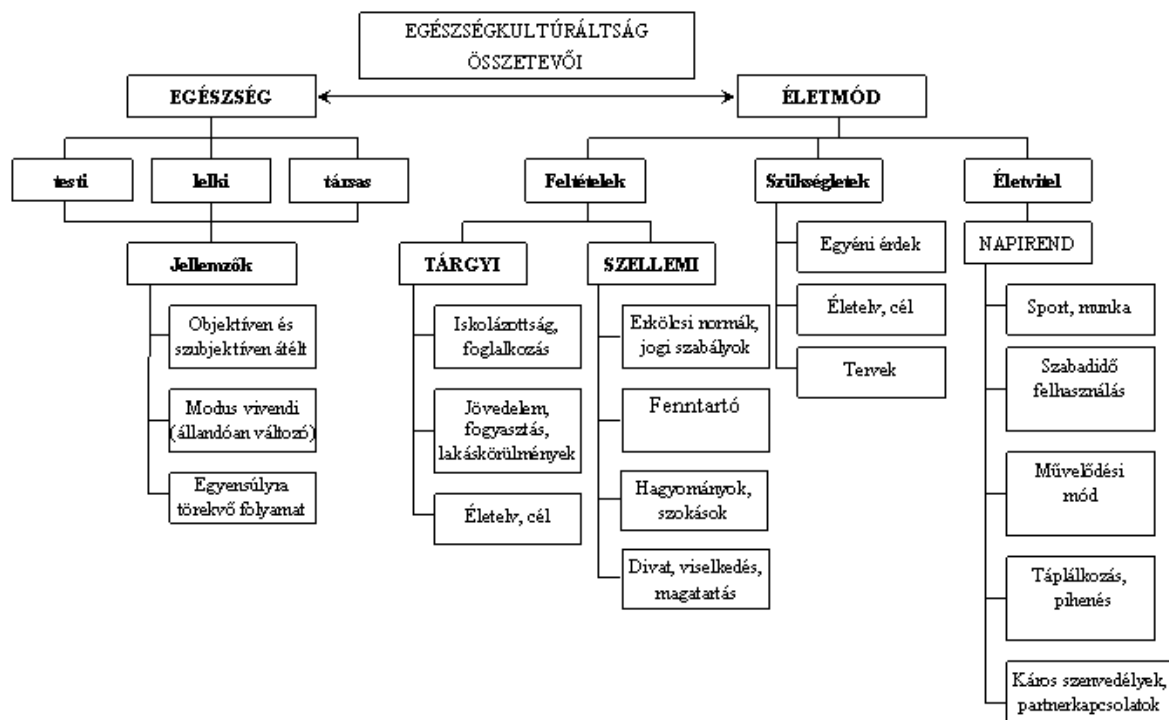 EGÉSZSÉGKULTÚRÁLTSÁG
ÖSSZETEVŐI
EGÉSZSÉG
ÉLETMÓD
testi
lelki
társas
Feltételek
Szükségletek
Életvitel
Jellemzők
Objektíven és
szubjektíven átélt
Modus vivendi
(állandóan változó)
Egyensúlyra
törekvő folyamat
TÁRGYI
Iskolázottság,
foglalkozás
Jövedelem,
fogyasztás,
lakáskörülmények
Életelv, cél
SZELLEMI
Erkölcsi normák,
jogi szabályok
Fenntartó
Hagyományok,
szokások
Divat, viselkedés,
magatartás
Egyéni érdek
Életelv, cél
Tervek
NAPIREND
Sport, munka
Szabadidő
felhasználás
Művelődési
mód
Táplálkozás,
pihenés
Káros szenvedélyek,
partnerkapcsolatok